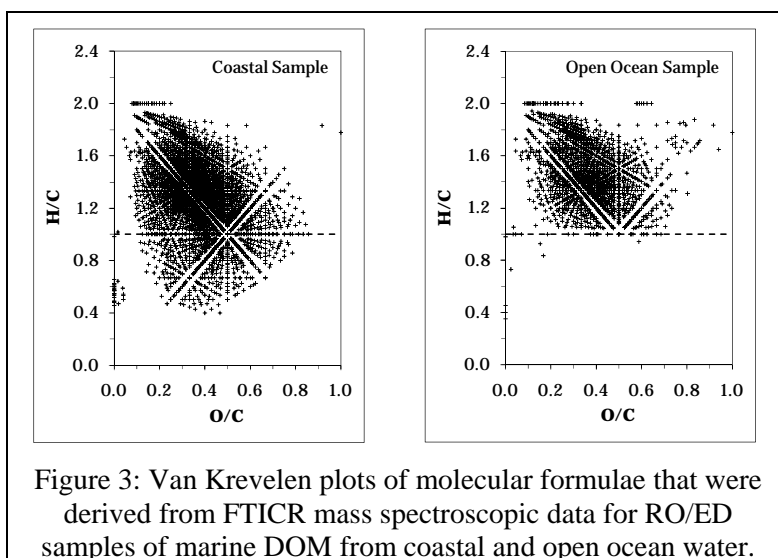 Coastal Sample
2.4
2.0
1.6
1.2
0.8
0.4
0.0
H/C
0.0 0.2 0.4 0.6 0.8 1.0
O/C
Open Ocean Sample
2.4
2.0
1.6
1.2
0.8
0.4
0.0
H/C
0.0 0.2 0.4 0.6 0.8 1.0
O/C
Figure 3: Van Krevelen plots of molecular formulae that were
derived from FTICR mass spectroscopic data for RO/ED
samples of marine DOM from coastal and open ocean water.